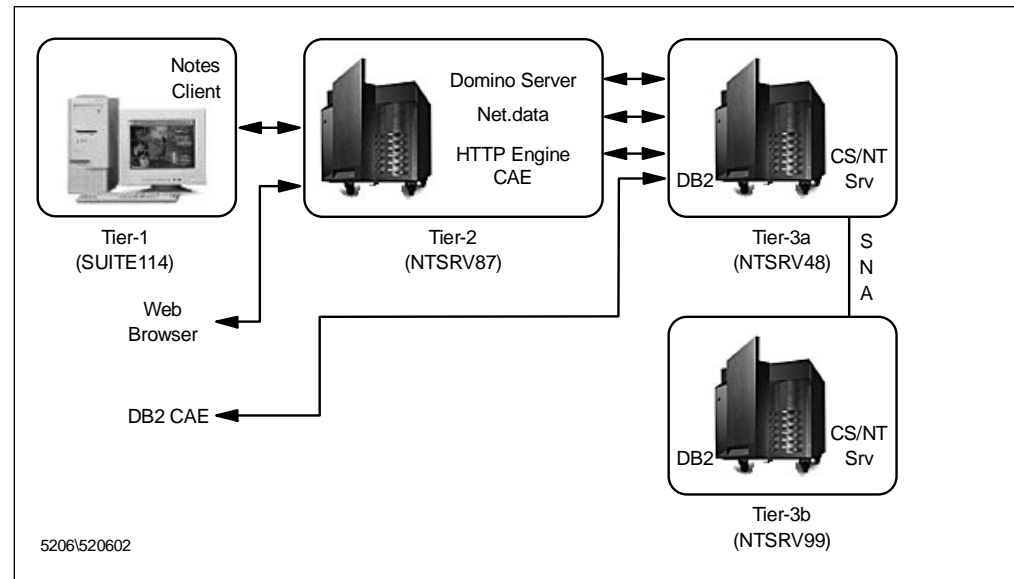 Notes
Client
Domino Server
Net.data
HTTP Engine
CAE
DB2
CS/NT
Srv
Tier-1
(SUITE114)
Tier-2
(NTSRV87)
Tier-3a
(NTSRV48)
S
N
A
Web
Browser
DB2 CAE
DB2
CS/NT
Srv
Tier-3b
(NTSRV99)
5206\520602